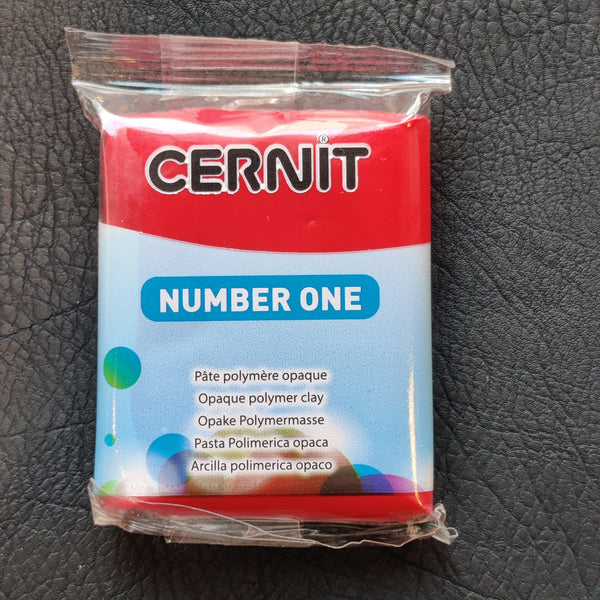 CERNiT®
NUMBER ONE
Pâte polymère opaque
Opaque polymer clay
Opake Polymermasse
Pasta Polimerica opaca
Arcilla polimerica opaco